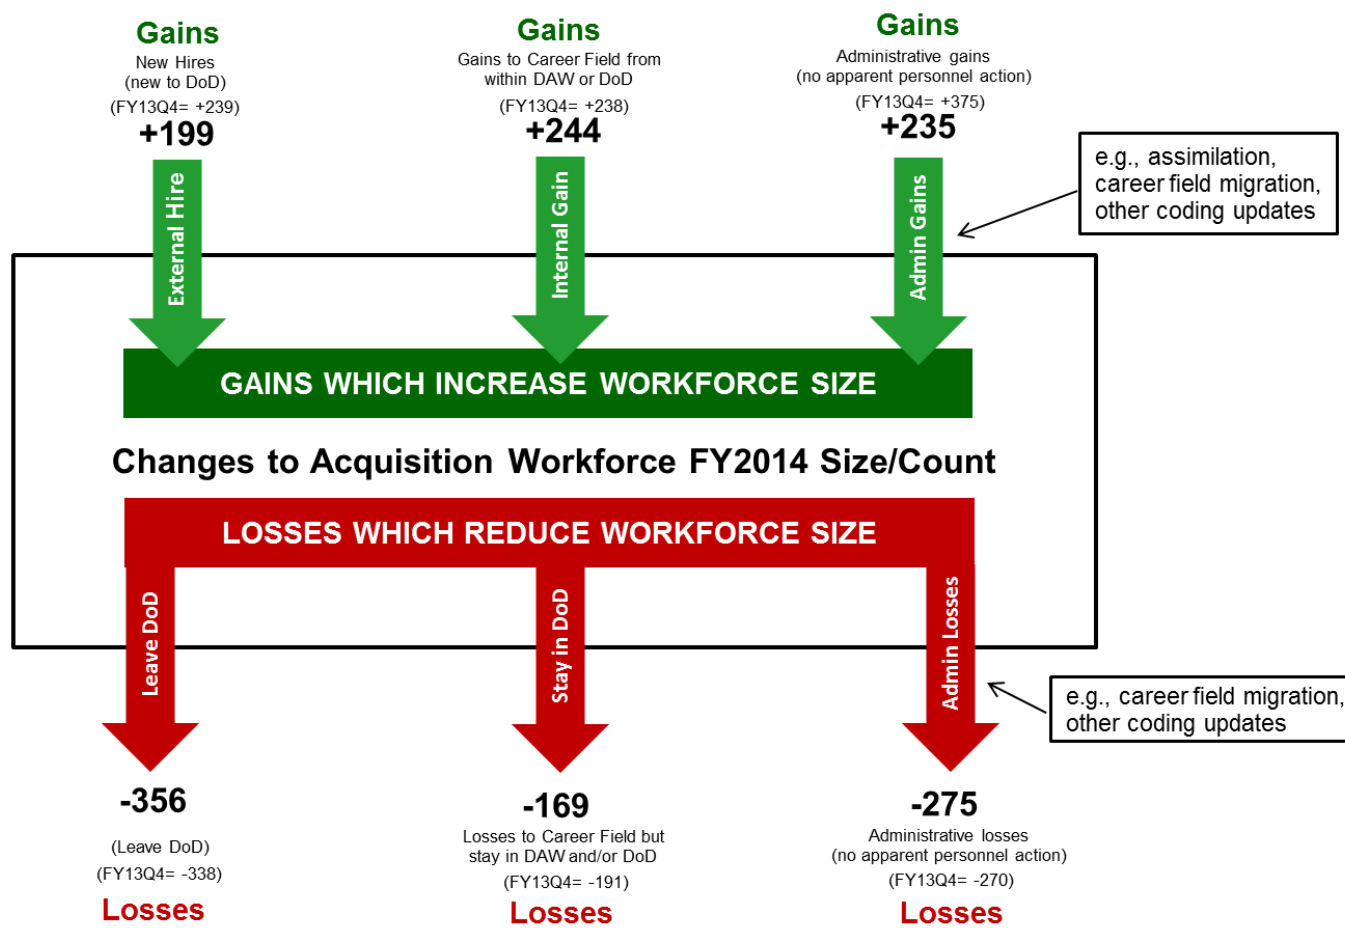 Gains
New Hires
(new to DoD)
(FY13Q4= +239)
+199
Gains
Gains to Career Field from
within DAW or DoD
(FY13Q4= +238)
+244
Gains
Administrative gains
(no apparent personnel action)
(FY13Q4= +375)
+235
e.g., assimilation,
career field migration,
other coding updates
External Hire
Internal Gain
Admin Gains
GAINS WHICH INCREASE WORKFORCE SIZE
Changes to Acquisition Workforce FY2014 Size/Count
LOSSES WHICH REDUCE WORKFORCE SIZE
Leave DoD
Stay in DoD
Admin Losses
e.g., career field migration,
other coding updates
-356
(Leave DoD)
(FY13Q4= -338)
Losses
-169
Losses to Career Field but
stay in DAW and/or DoD
(FY13Q4= -191)
Losses
-275
Administrative losses
(no apparent personnel action)
(FY13Q4= -270)
Losses